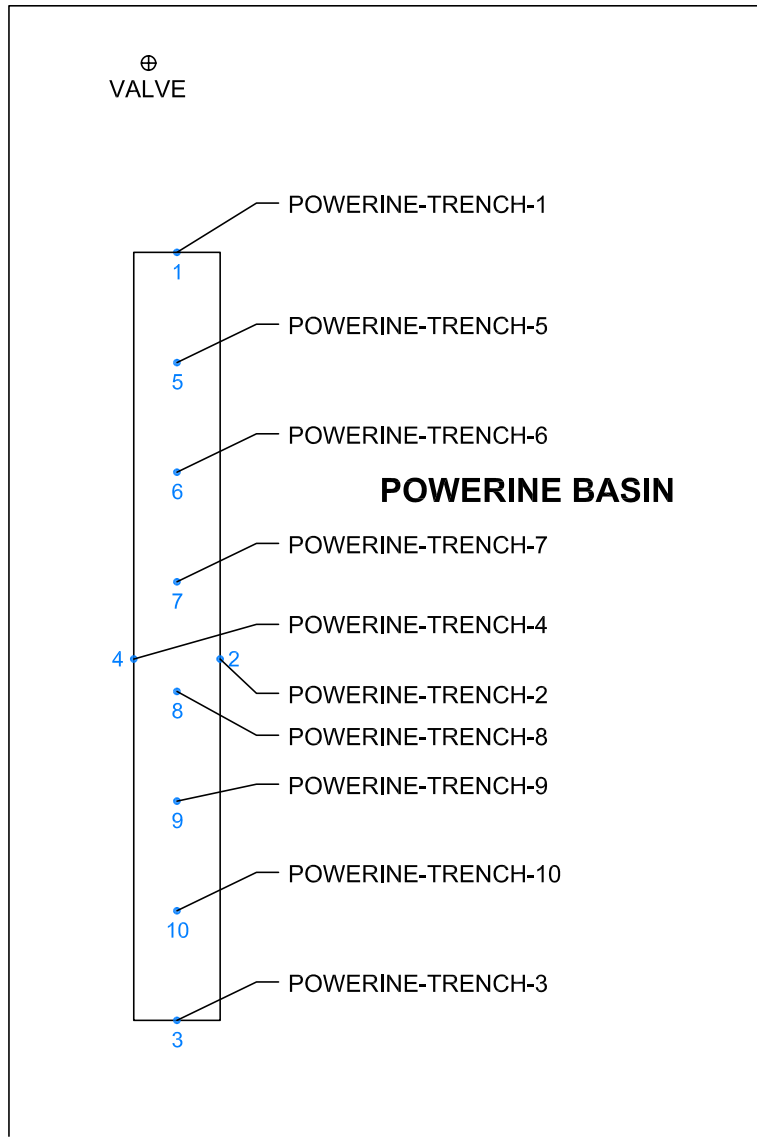 VALVE
POWERINE-TRENCH-1
1
POWERINE-TRENCH-5
5
POWERINE-TRENCH-6
6
POWERINE BASIN
POWERINE-TRENCH-7
7
POWERINE-TRENCH-4
4
2
POWERINE-TRENCH-2
8
POWERINE-TRENCH-8
POWERINE-TRENCH-9
9
POWERINE-TRENCH-10
10
POWERINE-TRENCH-3
3